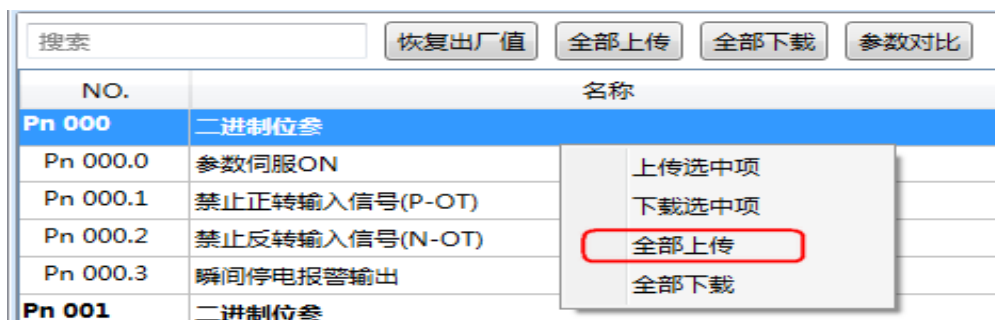 搜索 恢复出厂值 全部上传 全部下载 参数对比
NO. 名称
Pn 000 二进制位参
Pn 000.0 参数伺服ON
Pn 000.1 禁止正转输入信号(P-OT)
Pn 000.2 禁止反转输入信号(N-OT)
Pn 000.3 瞬间停电报警输出
Pn 001 二进制位参
上传选中项
下载选中项
全部上传
全部下载